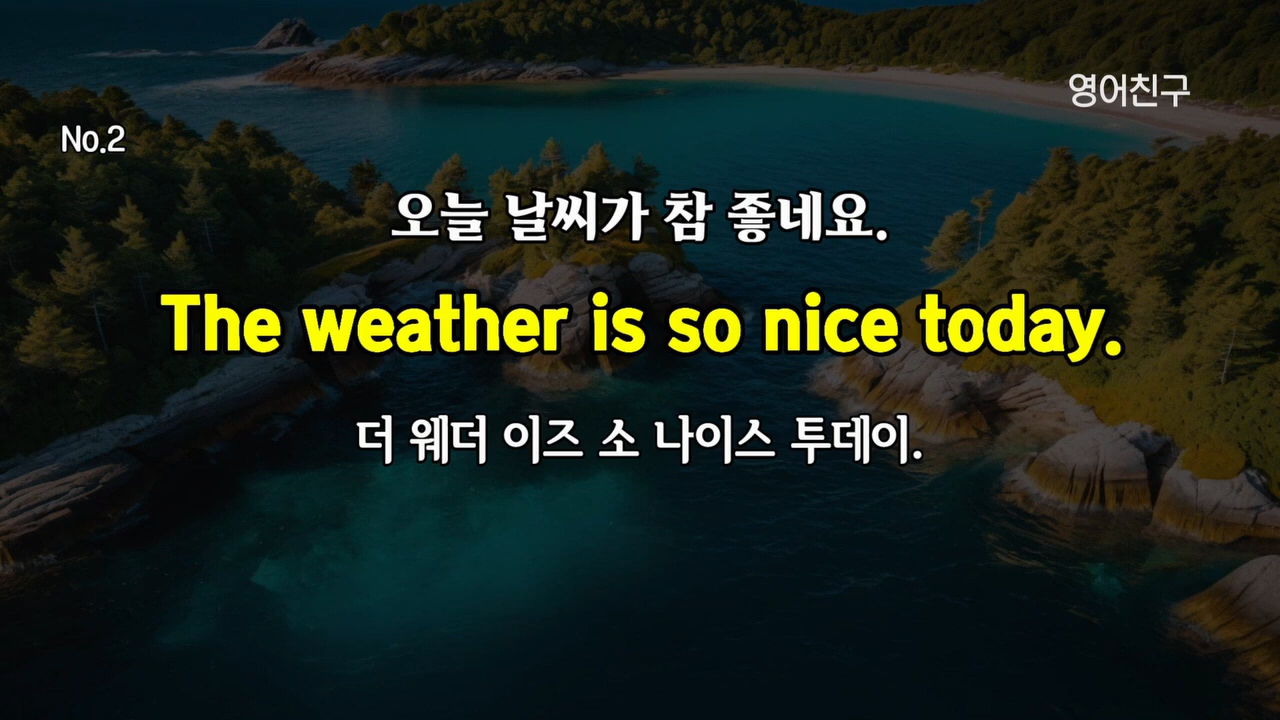 영어친구
No.2
오늘 날씨가 참 좋네요.
The weather is so nice today.
더 웨더 이즈 소 나이스 투데이.